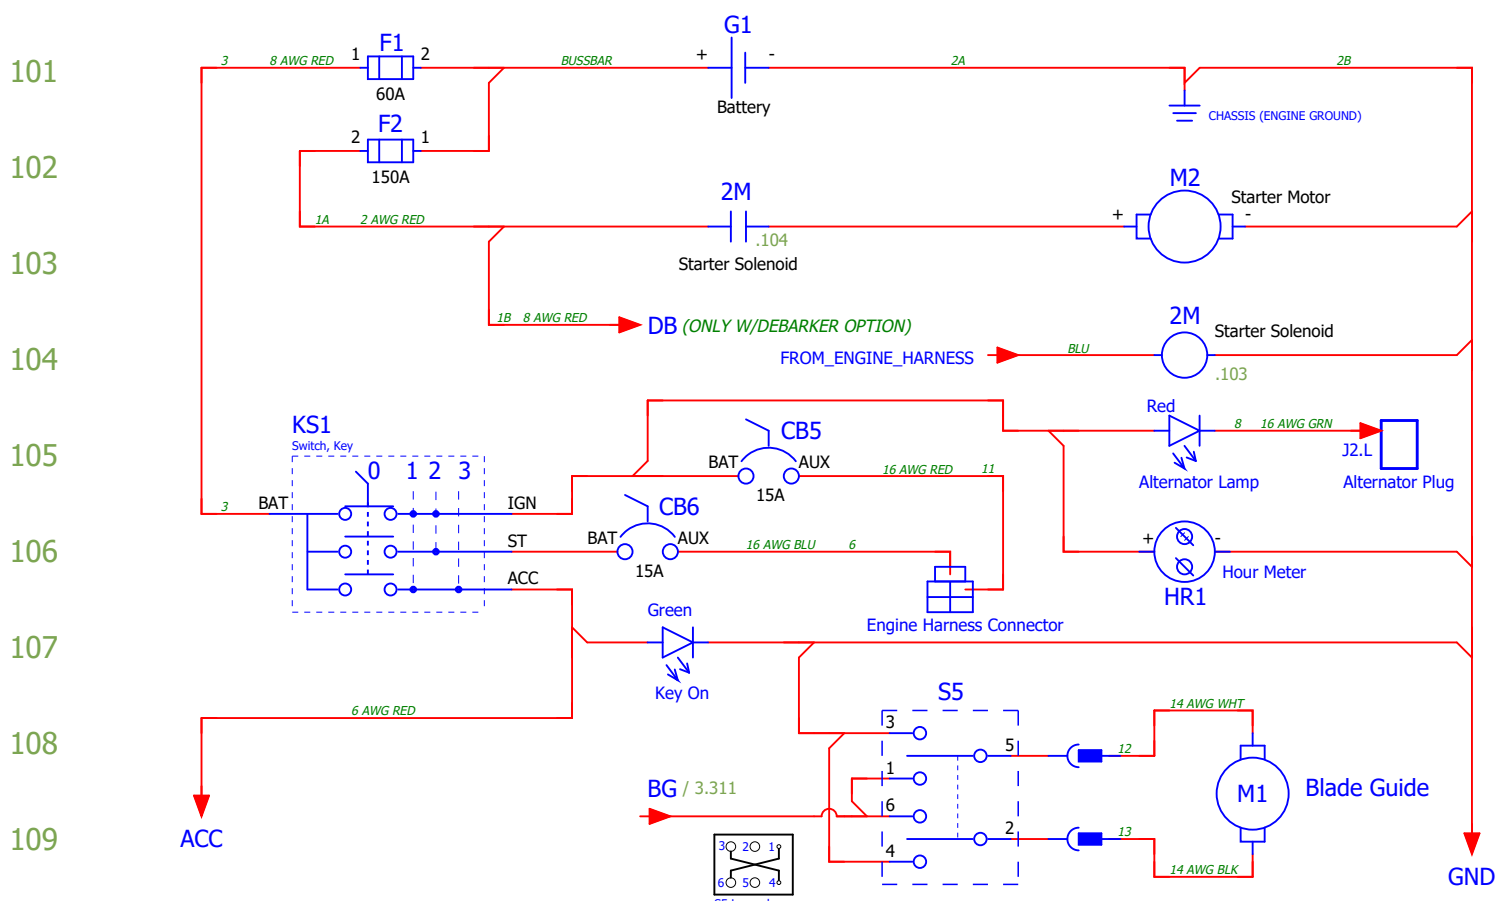 G1
F1
1
2
+
-
3
8 AWG RED
BUSSBAR
2A
2B
101
60A
Battery
CHASSIS (ENGINE GROUND)
F2
2
1
102
150A
2M
M2
Starter Motor
1A
2 AWG RED
+
-
.104
103
Starter Solenoid
1B
8 AWG RED
DB (ONLY W/DEBARKER OPTION)
2M
Starter Solenoid
104
FROM_ENGINE_HARNESS
BLU
.103
Red
KS1
Switch, Key
CB5
8
16 AWG GRN
105
J2.L
0
1
2
3
BAT
AUX
16 AWG RED
11
Alternator Lamp
Alternator Plug
15A
3
BAT
IGN
CB6
106
ST
BAT
AUX
16 AWG BLU
6
+
-
15A
Hour Meter
ACC
HR1
Green
Engine Harness Connector
107
Key On
S5
6 AWG RED
14 AWG WHT
3
108
5
12
1
BG / 3.311
M1
Blade Guide
6
2
13
109
ACC
3
2
1
4
14 AWG BLK
6
5
4
GND